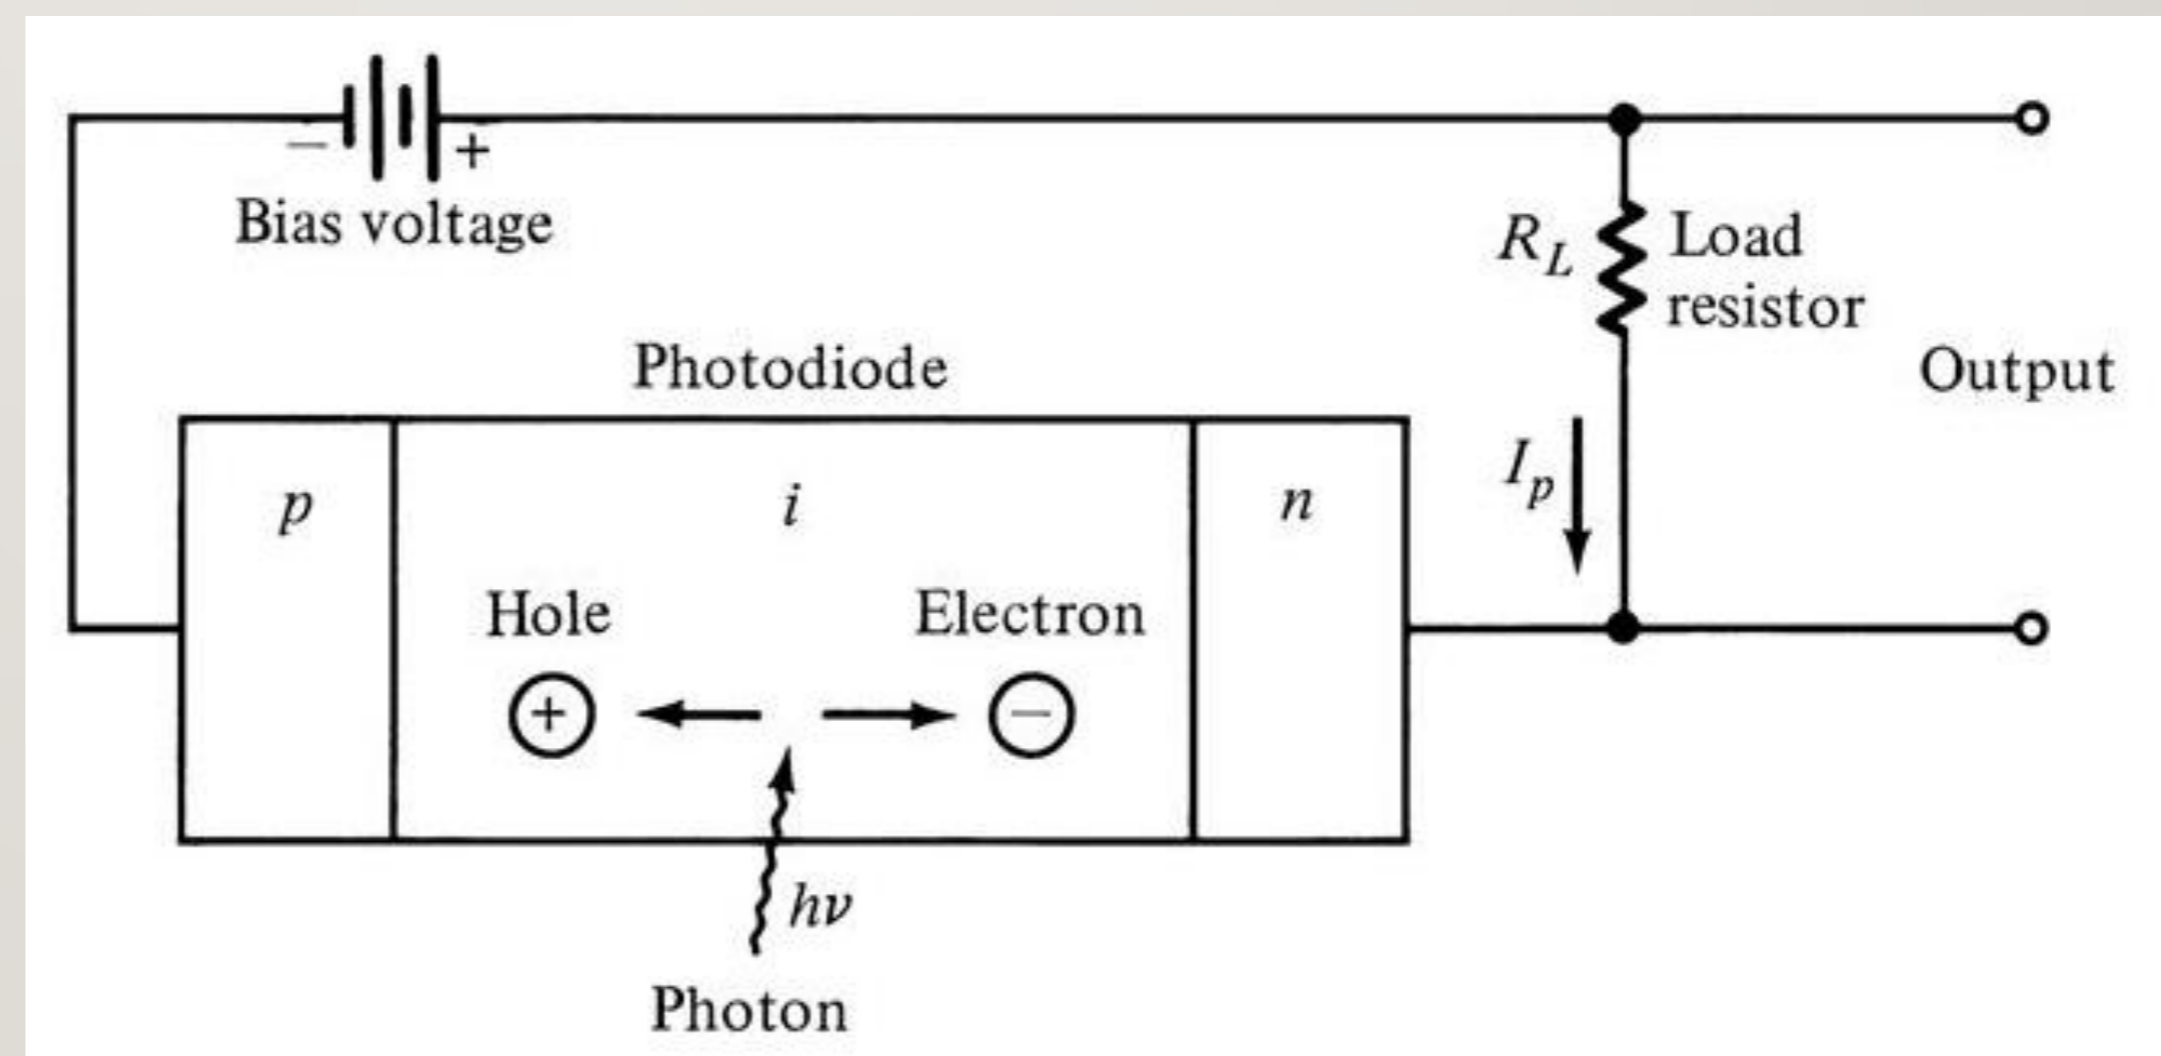 − +
Bias voltage
R_L Load
resistor
Photodiode
Output
p i n
I_p
Hole Electron
+ −
hν
Photon